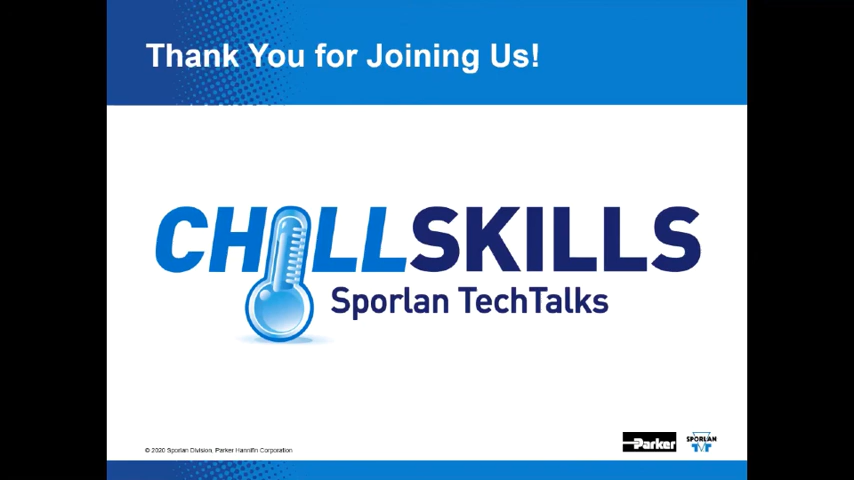 Thank You for Joining Us!
CHILLSKILLS
Sporlan TechTalks
© 2020 Sporlan Division, Parker Hannifin Corporation
Parker
SPORLAN